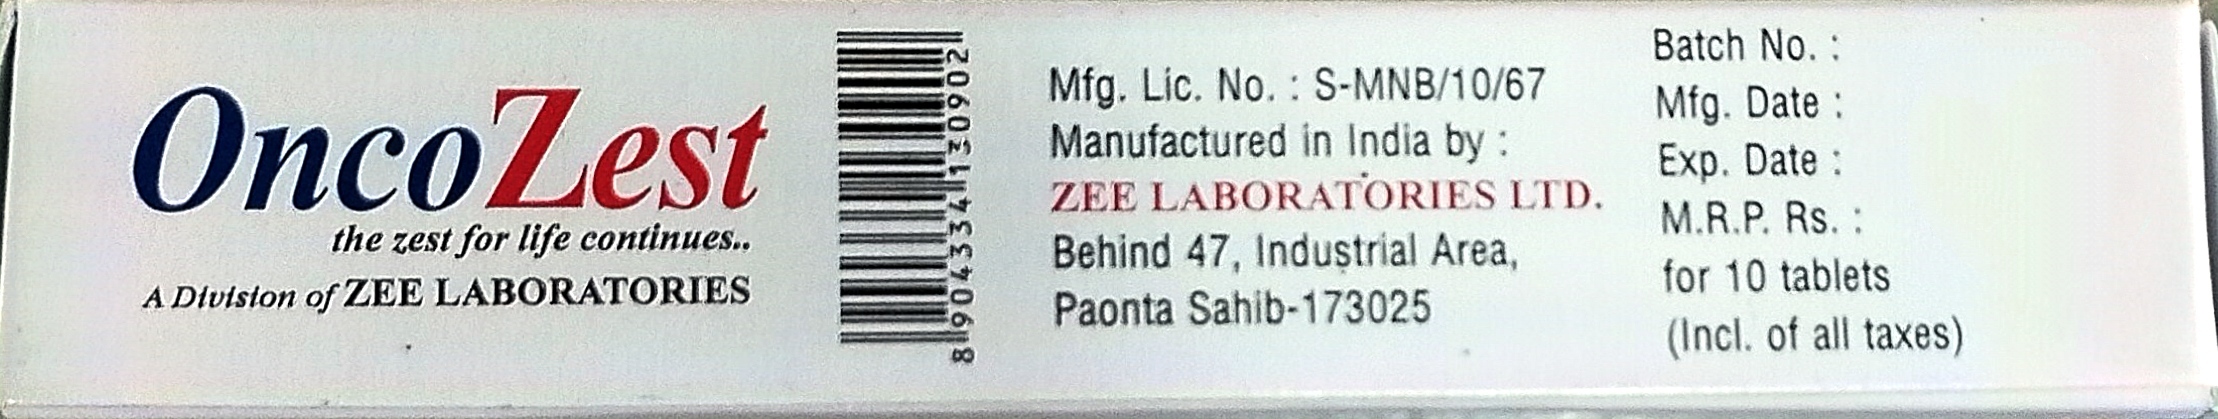 OncoZest
the zest for life continues..
A Division of ZEE LABORATORIES
8904334130902
Mfg. Lic. No. : S-MNB/10/67
Manufactured in India by :
ZEE LABORATORIES LTD.
Behind 47, Industrial Area,
Paonta Sahib-173025
Batch No. :
Mfg. Date :
Exp. Date :
M.R.P. Rs. :
for 10 tablets
(Incl. of all taxes)